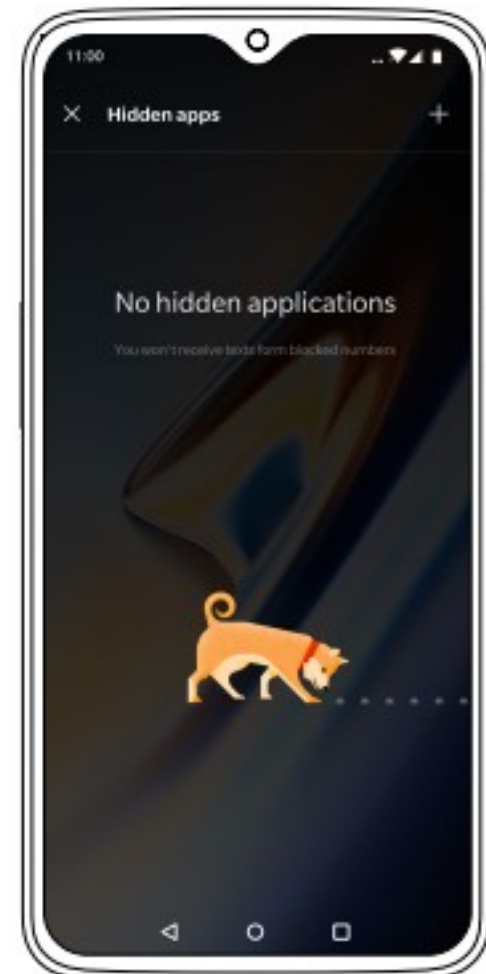 11:00
Hidden apps
No hidden applications
You won't receive texts form blocked numbers